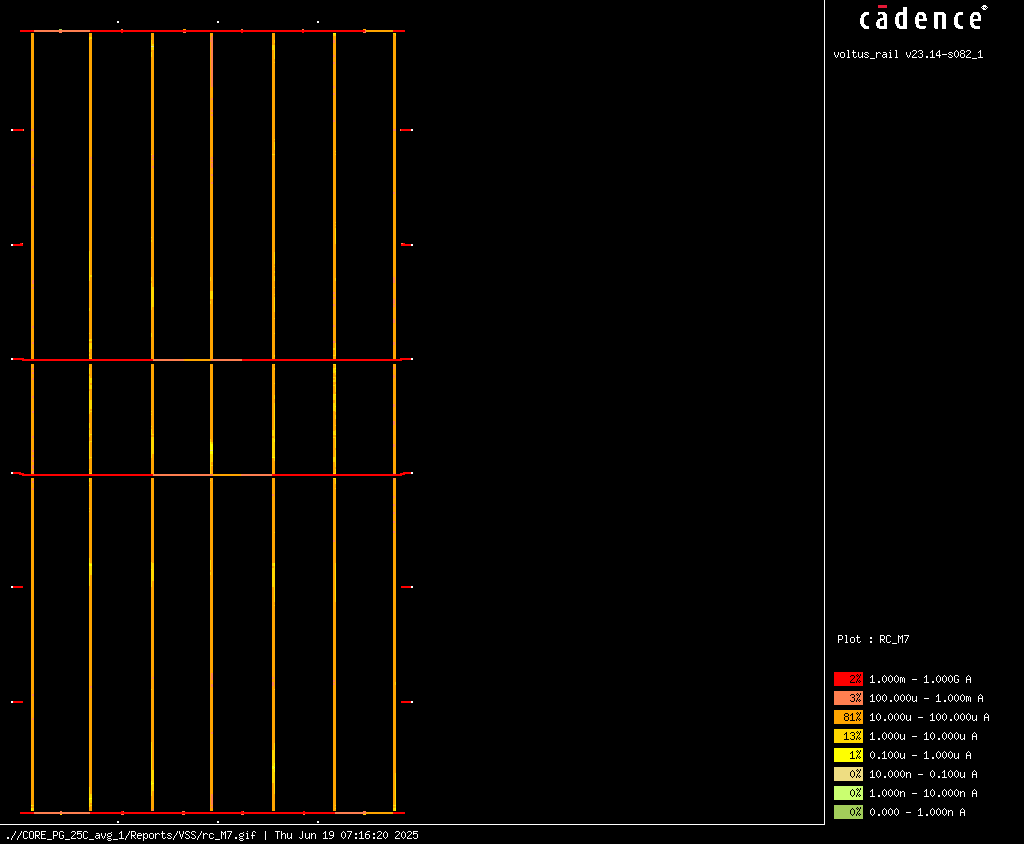 cādence®
voltus_rail v23.14-s082_1
Plot : RC_M7
2% 1.000m - 1.000G A
3% 100.000u - 1.000m A
81% 10.000u - 100.000u A
13% 1.000u - 10.000u A
1% 0.100u - 1.000u A
0% 10.000n - 0.100u A
0% 1.000n - 10.000n A
0% 0.000 - 1.000n A
.//CORE_PG_25C_avg_1/Reports/VSS/rc_M7.gif | Thu Jun 19 07:16:20 2025